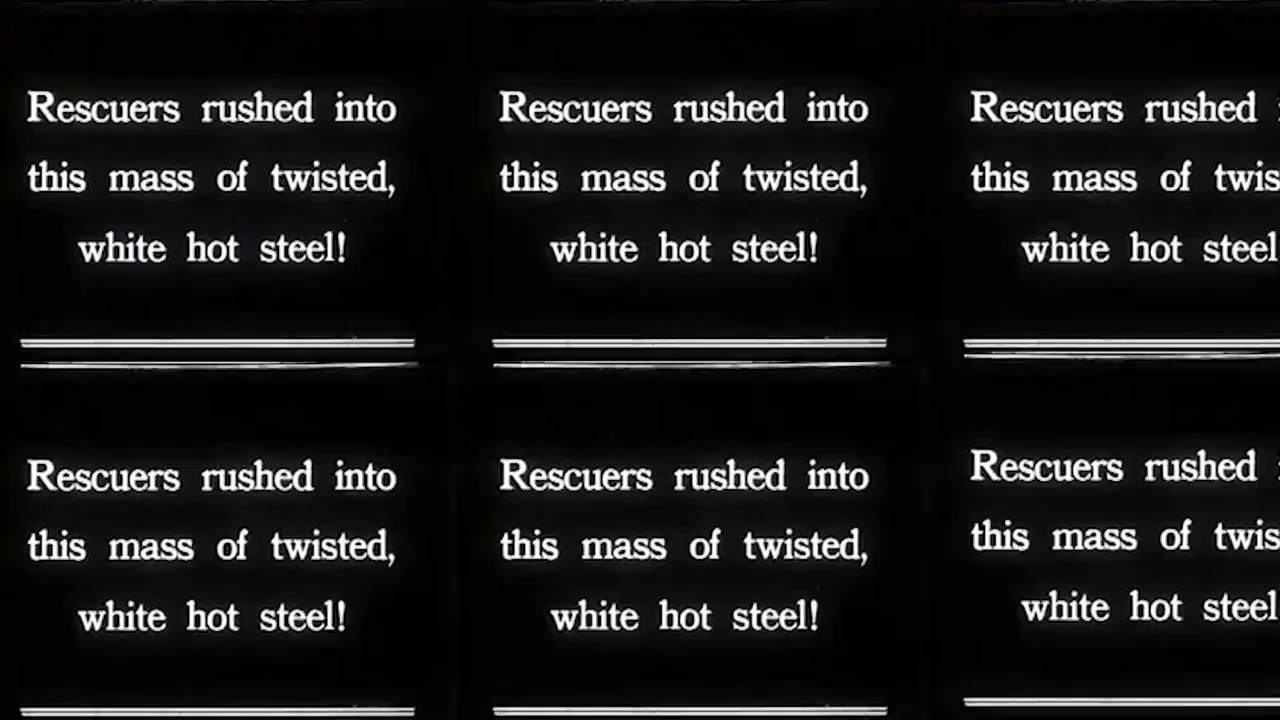 Rescuers rushed into
this mass of twisted,
white hot steel!
Rescuers rushed into
this mass of twisted,
white hot steel!
Rescuers rushed
this mass of twis
white hot steel
Rescuers rushed into
this mass of twisted,
white hot steel!
Rescuers rushed into
this mass of twisted,
white hot steel!
Rescuers rushed
this mass of twis
white hot steel